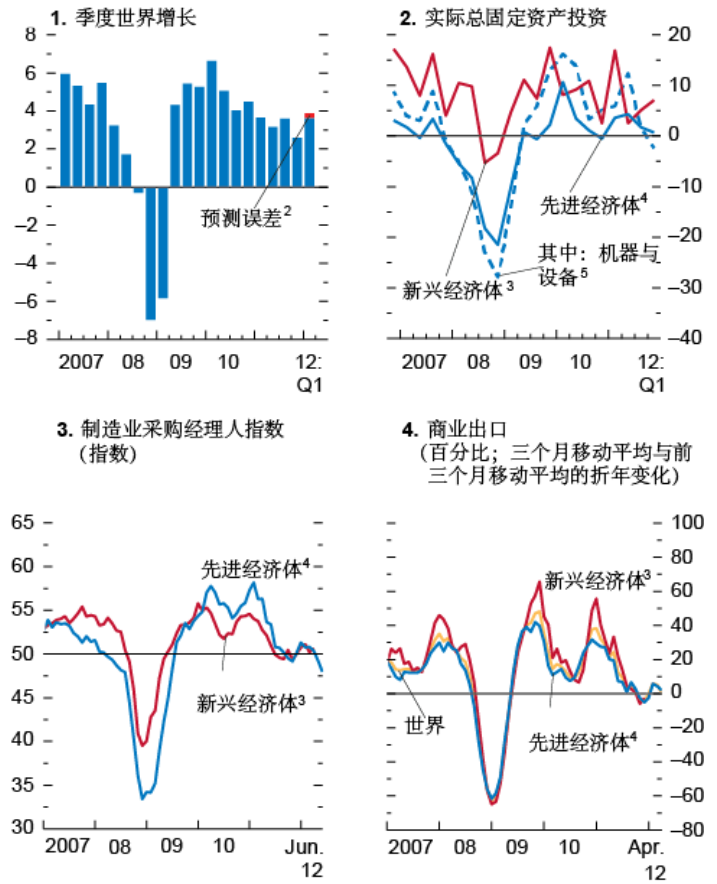 1. 季度世界增长
8
6
4
2
0
–2
–4
–6
–8
预测误差2
2007 08 09 10 12:
Q1
2. 实际总固定资产投资
20
10
0
–10
–20
–30
–40
先进经济体4
其中：机器与
设备5
新兴经济体3
2007 08 09 10 12:
Q1
3. 制造业采购经理人指数
(指数)
65
60
55
50
45
40
35
30
先进经济体4
新兴经济体3
2007 08 09 10 Jun.
12
4. 商业出口
(百分比；三个月移动平均与前
三个月移动平均的折年变化)
100
80
60
40
20
0
–20
–40
–60
–80
新兴经济体3
世界
先进经济体4
2007 08 09 10 Apr.
12